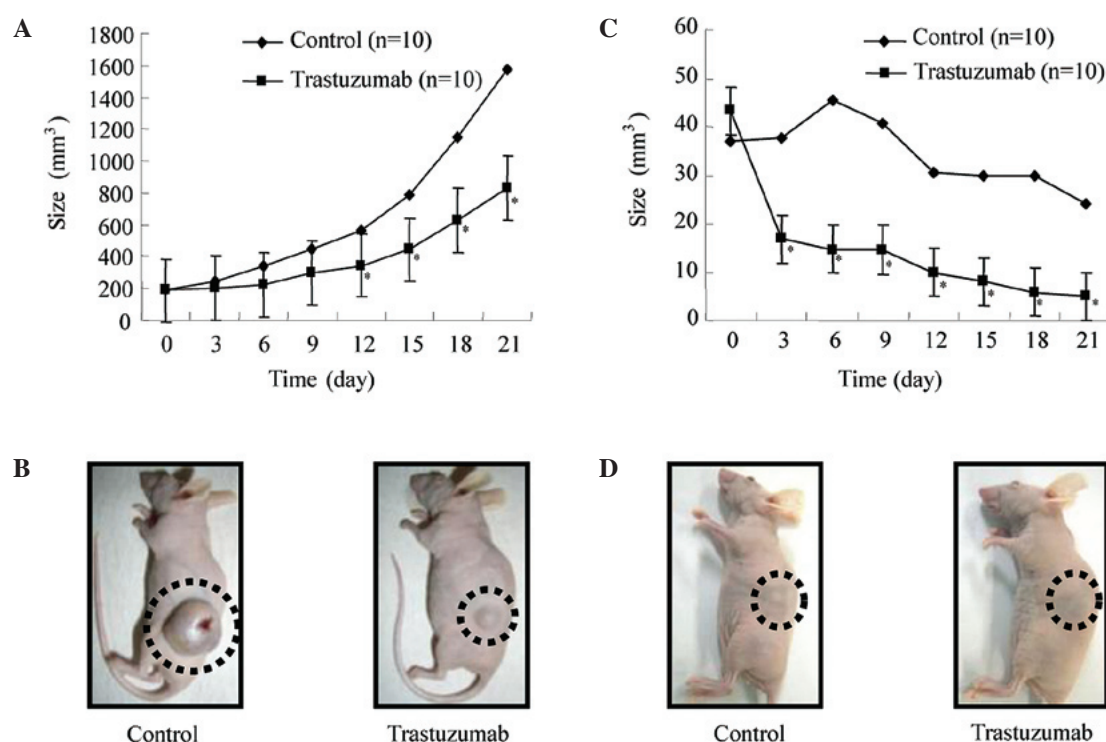 A
Size (mm³)
1800
1600
1400
1200
1000
800
600
400
200
0
Control (n=10)
Trastuzumab (n=10)
*
*
*
*
0 3 6 9 12 15 18 21
Time (day)
C
Size (mm³)
60
50
40
30
20
10
0
Control (n=10)
Trastuzumab (n=10)
*
*
*
*
*
*
*
0 3 6 9 12 15 18 21
Time (day)
B
Control
Trastuzumab
D
Control
Trastuzumab